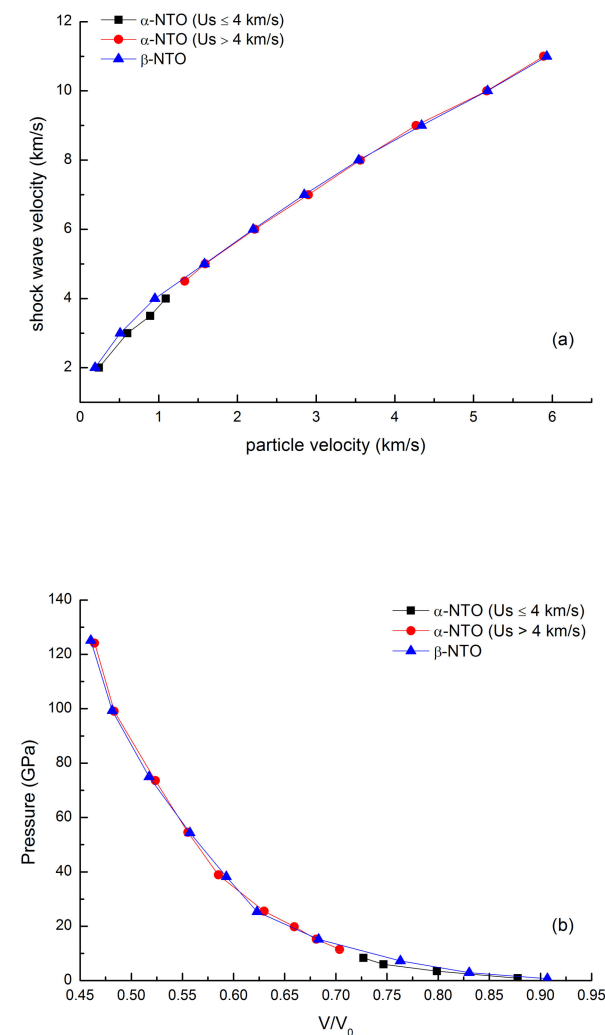 α-NTO (Us ≤ 4 km/s)
α-NTO (Us > 4 km/s)
β-NTO
12
10
8
6
4
2
shock wave velocity (km/s)
(a)
0 1 2 3 4 5 6
particle velocity (km/s)
140
120
100
80
60
40
20
0
Pressure (GPa)
α-NTO (Us ≤ 4 km/s)
α-NTO (Us > 4 km/s)
β-NTO
(b)
0.45 0.50 0.55 0.60 0.65 0.70 0.75 0.80 0.85 0.90 0.95
V/V₀